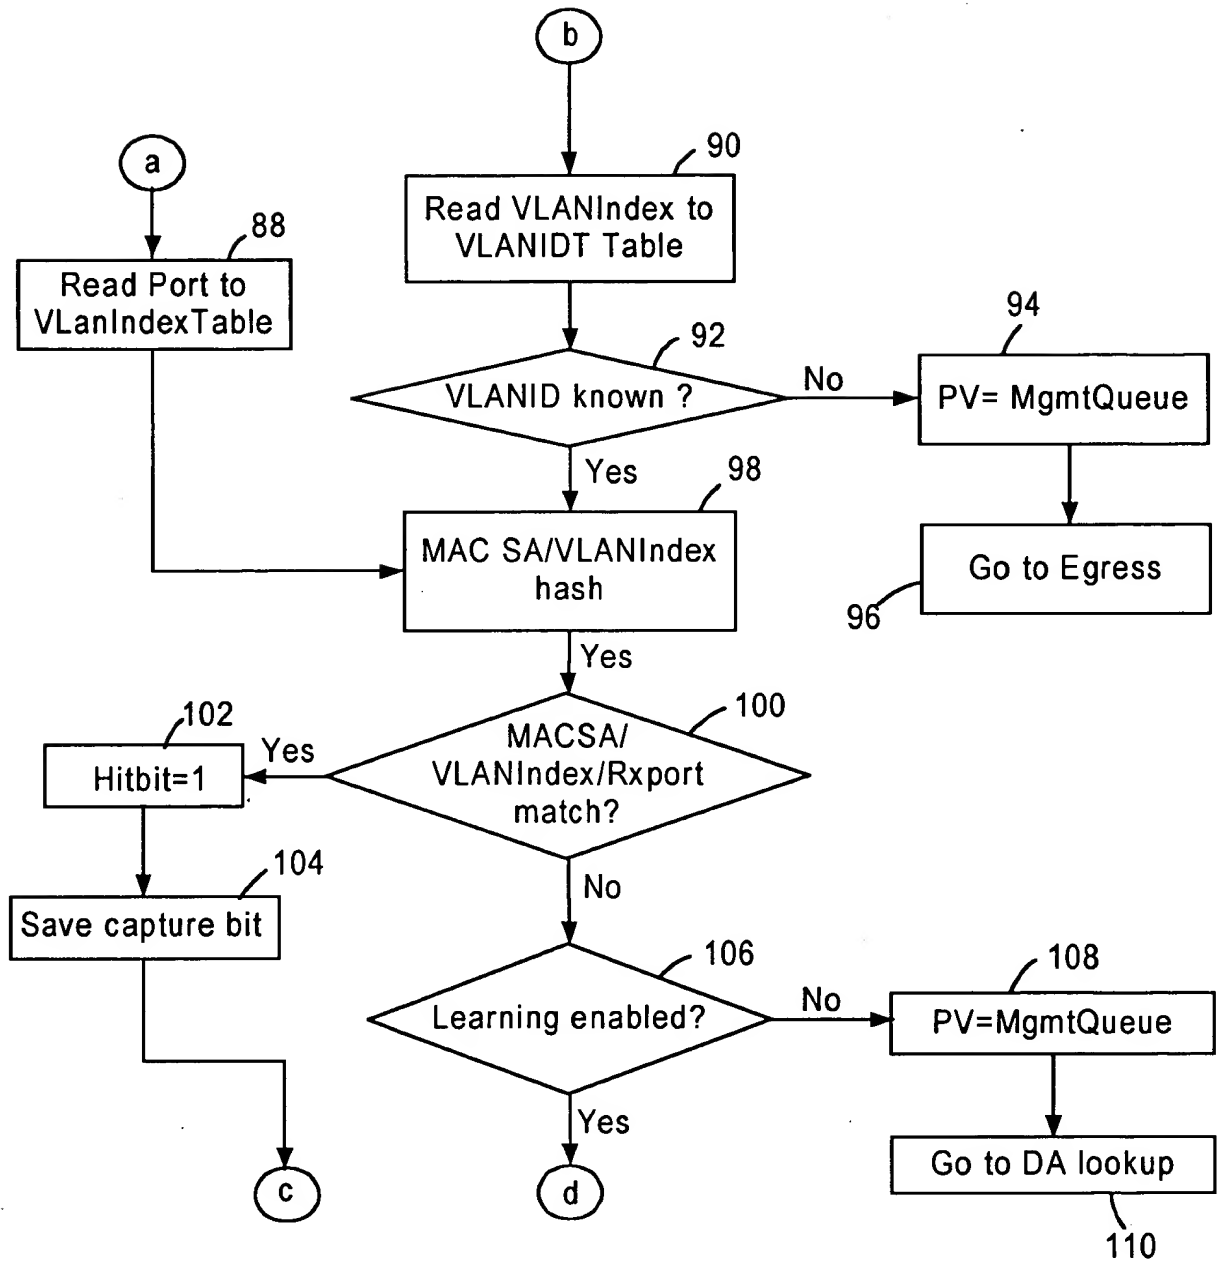 b
a
90
Read VLANIndex to
VLANIDT Table
88
Read Port to
VLanIndexTable
92
VLANID known ?
No
94
PV= MgmtQueue
Yes
98
MAC SA/VLANIndex
hash
Go to Egress
96
Yes
100
MACSA/
VLANIndex/Rxport
match?
102
Yes
Hitbit=1
104
Save capture bit
No
106
Learning enabled?
No
108
PV=MgmtQueue
Yes
Go to DA lookup
110
c
d